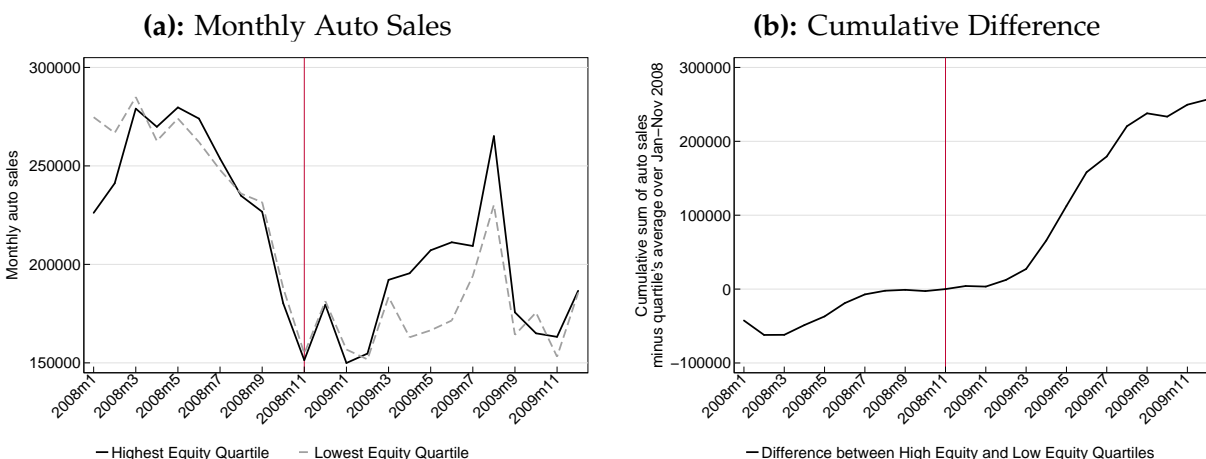 (a): Monthly Auto Sales
Monthly auto sales
300000
250000
200000
150000
2008m1
2008m3
2008m5
2008m7
2008m9
2008m11
2009m1
2009m3
2009m5
2009m7
2009m9
2009m11
Highest Equity Quartile
Lowest Equity Quartile
(b): Cumulative Difference
Cumulative sum of auto sales
minus quartile's average over Jan−Nov 2008
300000
200000
100000
0
−100000
2008m1
2008m3
2008m5
2008m7
2008m9
2008m11
2009m1
2009m3
2009m5
2009m7
2009m9
2009m11
Difference between High Equity and Low Equity Quartiles